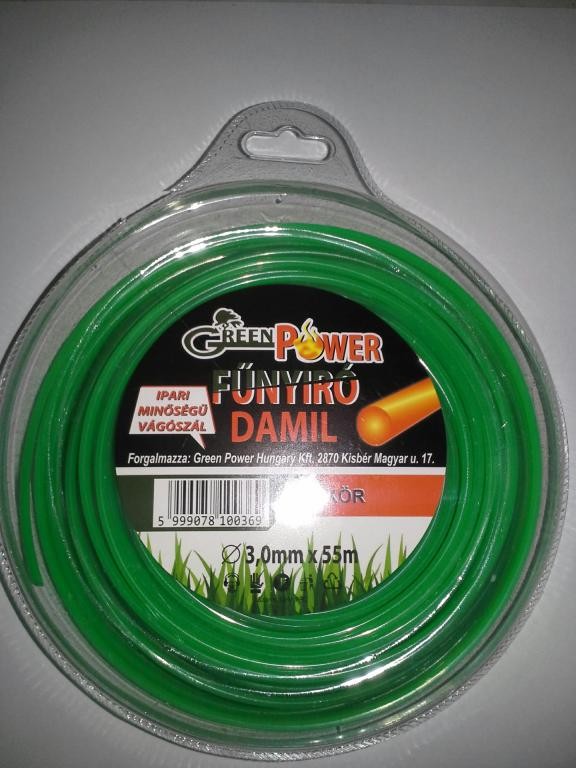 GREEN POWER
FŰNYIRÓ
DAMIL
IPARI
MINŐSÉGŰ
VÁGÓSZÁL
Forgalmazza: Green Power Hungary Kft. 2870 Kisbér Magyar u. 17.
KÖR
5 999078 100369
Ø 3,0mm x 55m